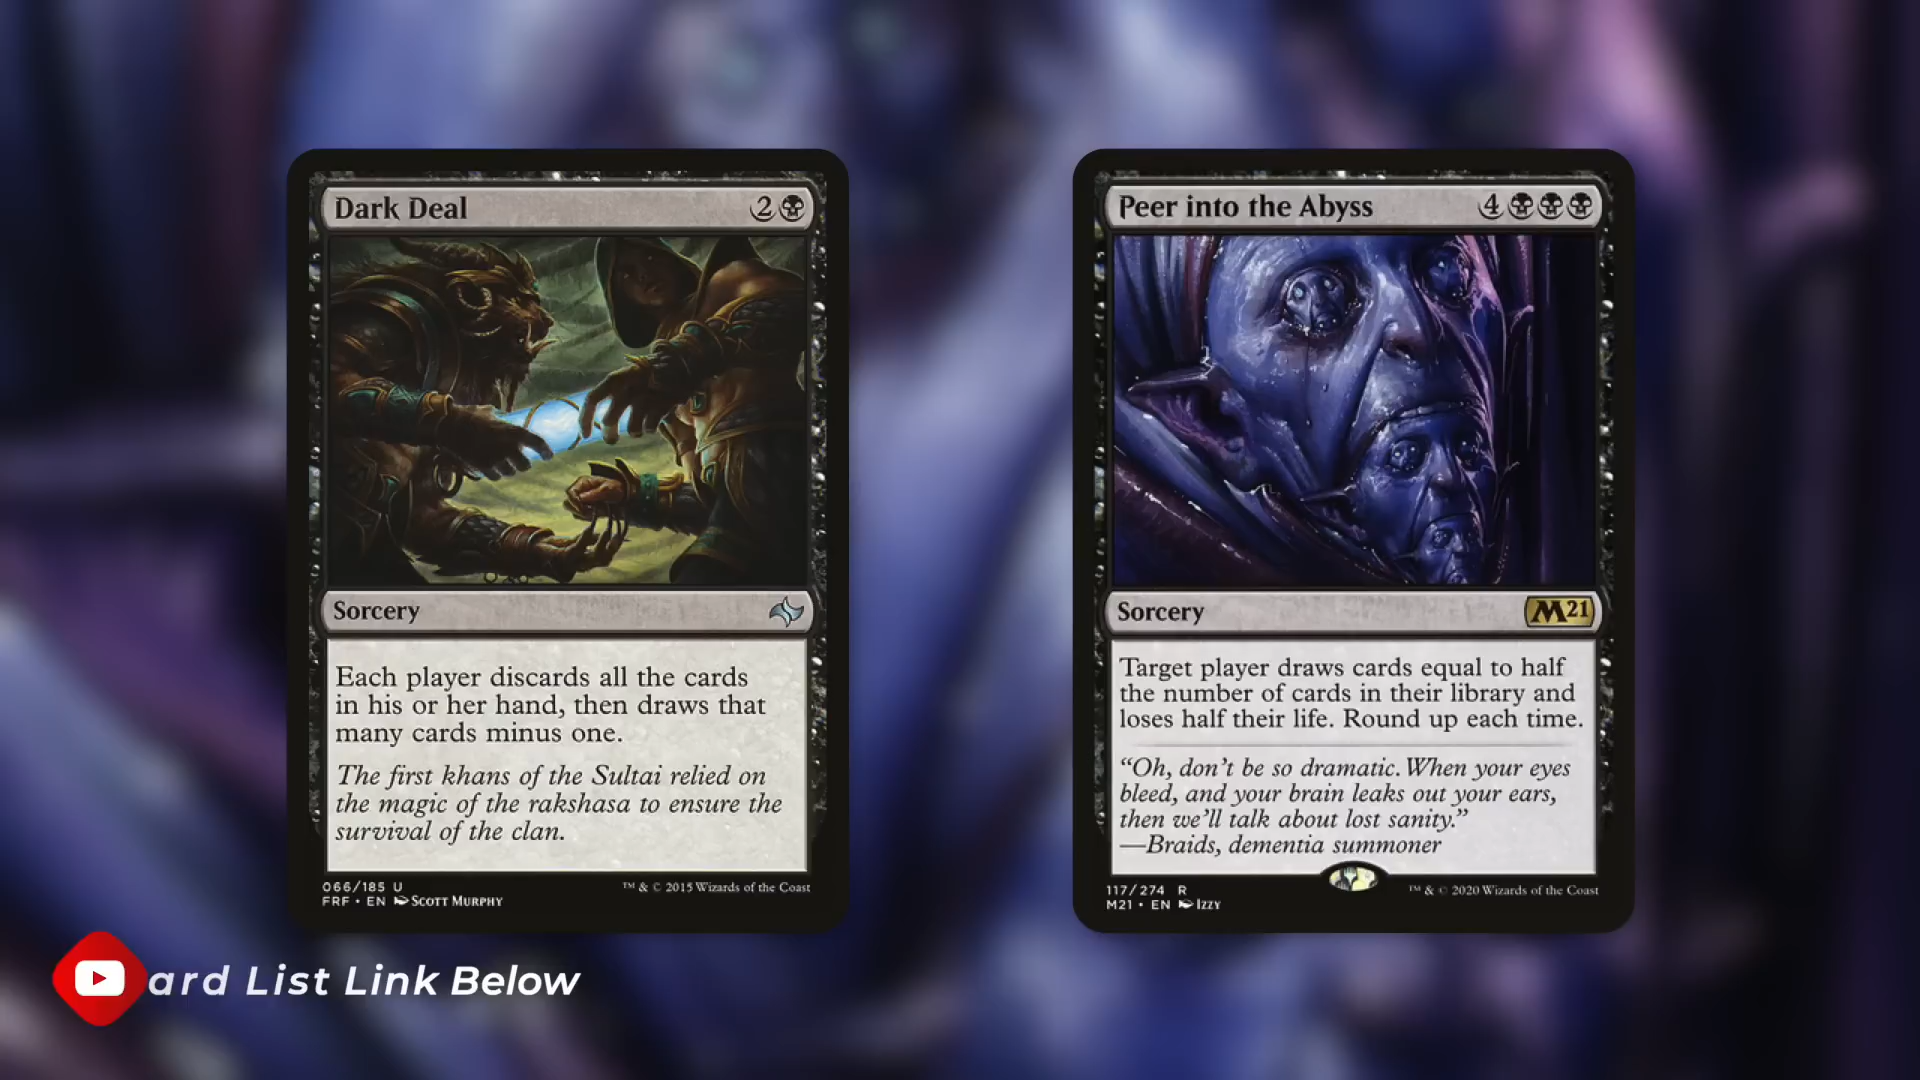 Dark Deal 2
Sorcery
Each player discards all the cards
in his or her hand, then draws that
many cards minus one.
The first khans of the Sultai relied on
the magic of the rakshasa to ensure the
survival of the clan.
066/185 U
FRF • EN Scott Murphy
™ & © 2015 Wizards of the Coast
Peer into the Abyss 4
Sorcery M21
Target player draws cards equal to half
the number of cards in their library and
loses half their life. Round up each time.
“Oh, don’t be so dramatic. When your eyes
bleed, and your brain leaks out your ears,
then we’ll talk about lost sanity.”
—Braids, dementia summoner
117/274 R
M21 • EN Izzy
™ & © 2020 Wizards of the Coast
ard List Link Below